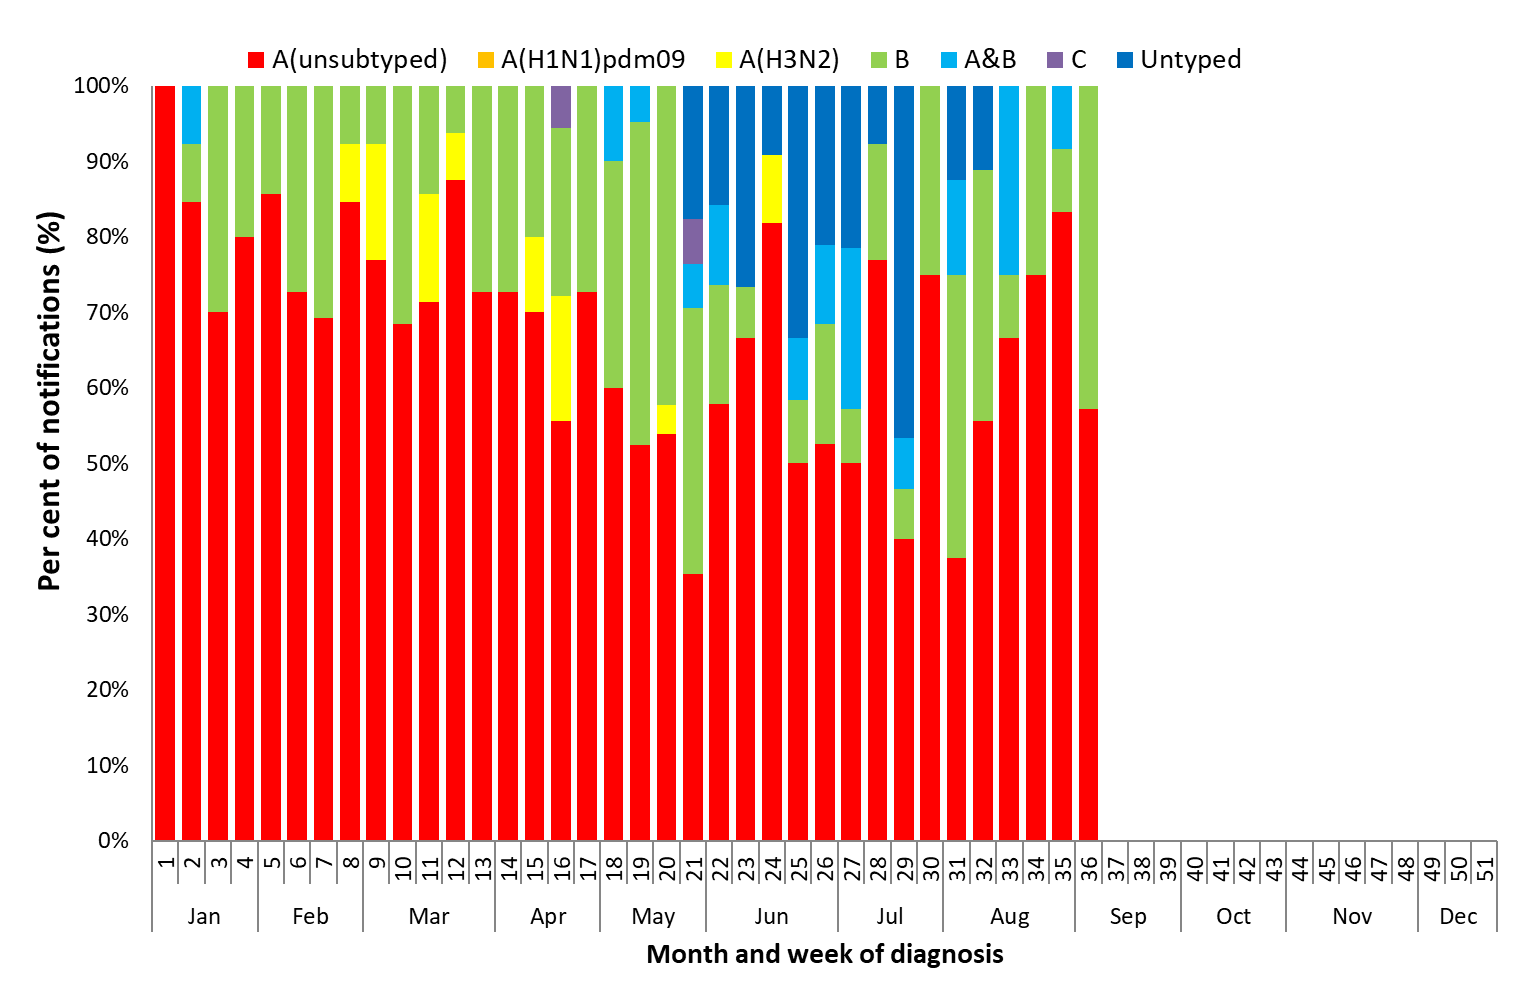 A(unsubtyped) A(H1N1)pdm09 A(H3N2) B A&B C Untyped
100%
90%
80%
70%
60%
50%
40%
30%
20%
10%
0%
Per cent of notifications (%)
1 2 3 4 5 6 7 8 9 10 11 12 13 14 15 16 17 18 19 20 21 22 23 24 25 26 27 28 29 30 31 32 33 34 35 36 37 38 39 40 41 42 43 44 45 46 47 48 49 50 51
Jan Feb Mar Apr May Jun Jul Aug Sep Oct Nov Dec
Month and week of diagnosis